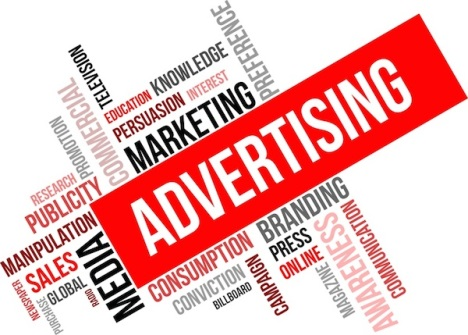 TELEVISION
EDUCATION
KNOWLEDGE
PREFERENCE
PERSUASION
INTEREST
COMMERCIAL
PROMOTION
MARKETING
RESEARCH
PUBLICITY
ADVERTISING
MANIPULATION
SALES
MEDIA
NEWSPAPER
PURCHASE
GLOBAL
RADIO
CONSUMPTION
CONVICTION
BILLBOARD
CAMPAIGN
BRANDING
PRESS
ONLINE
MAGAZINE
AWARENESS
COMMUNICATION